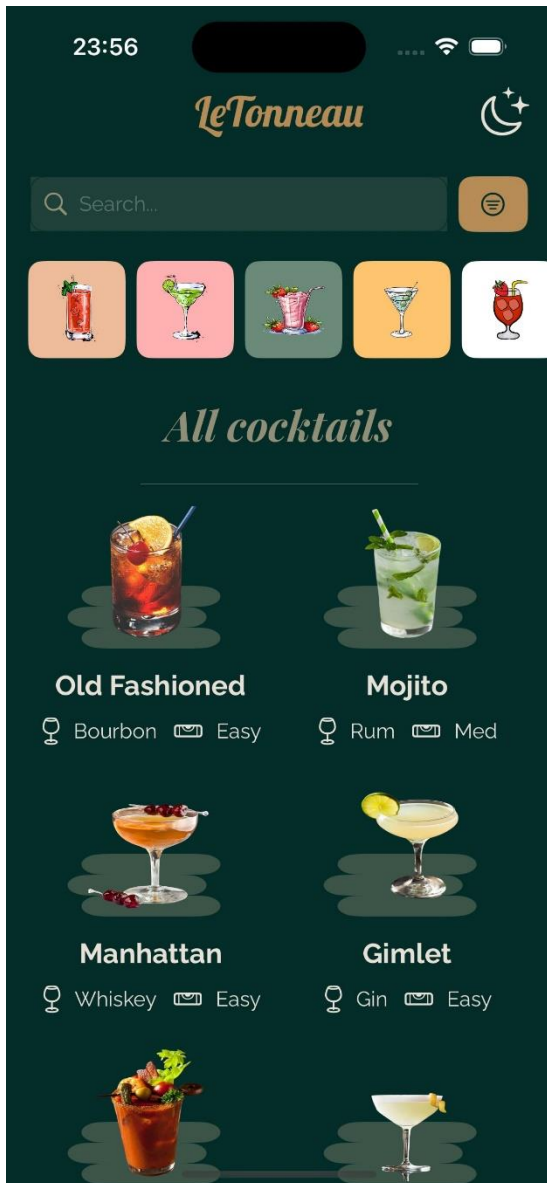 23:56
LeTonneau
Search...
All cocktails
Old Fashioned
Mojito
Bourbon Easy
Rum Med
Manhattan
Gimlet
Whiskey Easy
Gin Easy